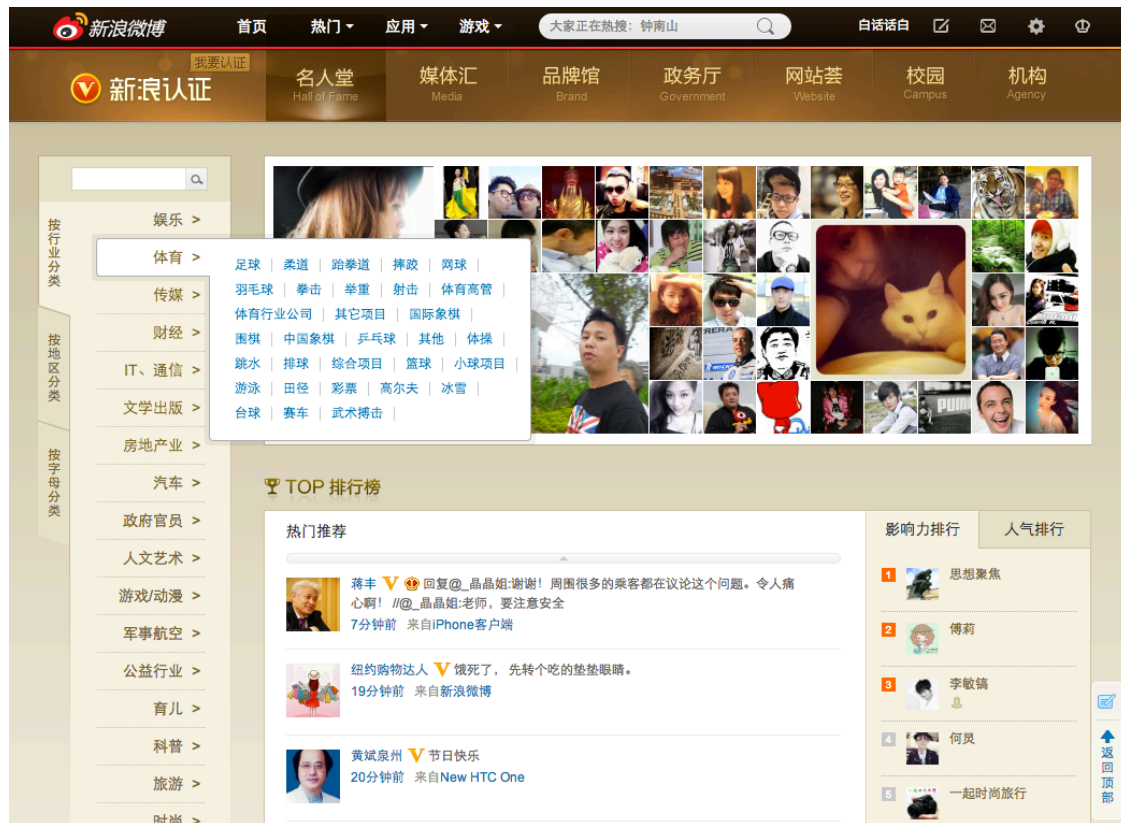 新浪微博
首页 热门 应用 游戏 大家正在热搜：钟南山 白话话白
我要认证
新浪认证
名人堂 媒体汇 品牌馆 政务厅 网站荟 校园 机构
Hall of Fame Media Brand Government Website Campus Agency
按行业分类
按地区分类
按字母分类
娱乐 >
体育 >
传媒 >
财经 >
IT、通信 >
文学出版 >
房地产业 >
汽车 >
政府官员 >
人文艺术 >
游戏/动漫 >
军事航空 >
公益行业 >
育儿 >
科普 >
旅游 >
时尚 >
足球 | 柔道 | 跆拳道 | 摔跤 | 网球 |
羽毛球 | 拳击 | 举重 | 射击 | 体育高管 |
体育行业公司 | 其它项目 | 国际象棋 |
围棋 | 中国象棋 | 乒乓球 | 其他 | 体操 |
跳水 | 排球 | 综合项目 | 篮球 | 小球项目 |
游泳 | 田径 | 彩票 | 高尔夫 | 冰雪 |
台球 | 赛车 | 武术搏击 |
PUMA
TOP 排行榜
热门推荐
蒋丰 V 回复@_晶晶姐:谢谢！周围很多的乘客都在议论这个问题。令人痛
心啊！ //@_晶晶姐:老师，要注意安全
7分钟前 来自iPhone客户端
纽约购物达人 V 饿死了， 先转个吃的垫垫眼睛。
19分钟前 来自新浪微博
黄斌泉州 V 节日快乐
20分钟前 来自New HTC One
影响力排行 人气排行
1 思想聚焦
2 傅莉
3 李敏镐
4 何炅
5 一起时尚旅行
返回顶部